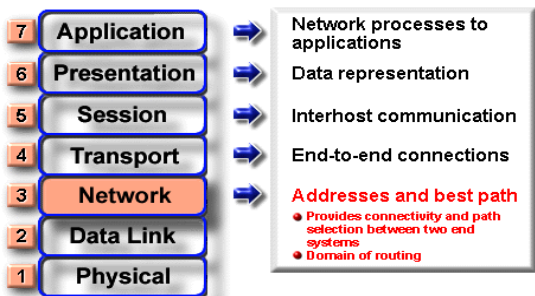 7 Application Network processes to
applications
6 Presentation Data representation
5 Session Interhost communication
4 Transport End-to-end connections
3 Network Addresses and best path
Provides connectivity and path
selection between two end
systems
Domain of routing
2 Data Link
1 Physical